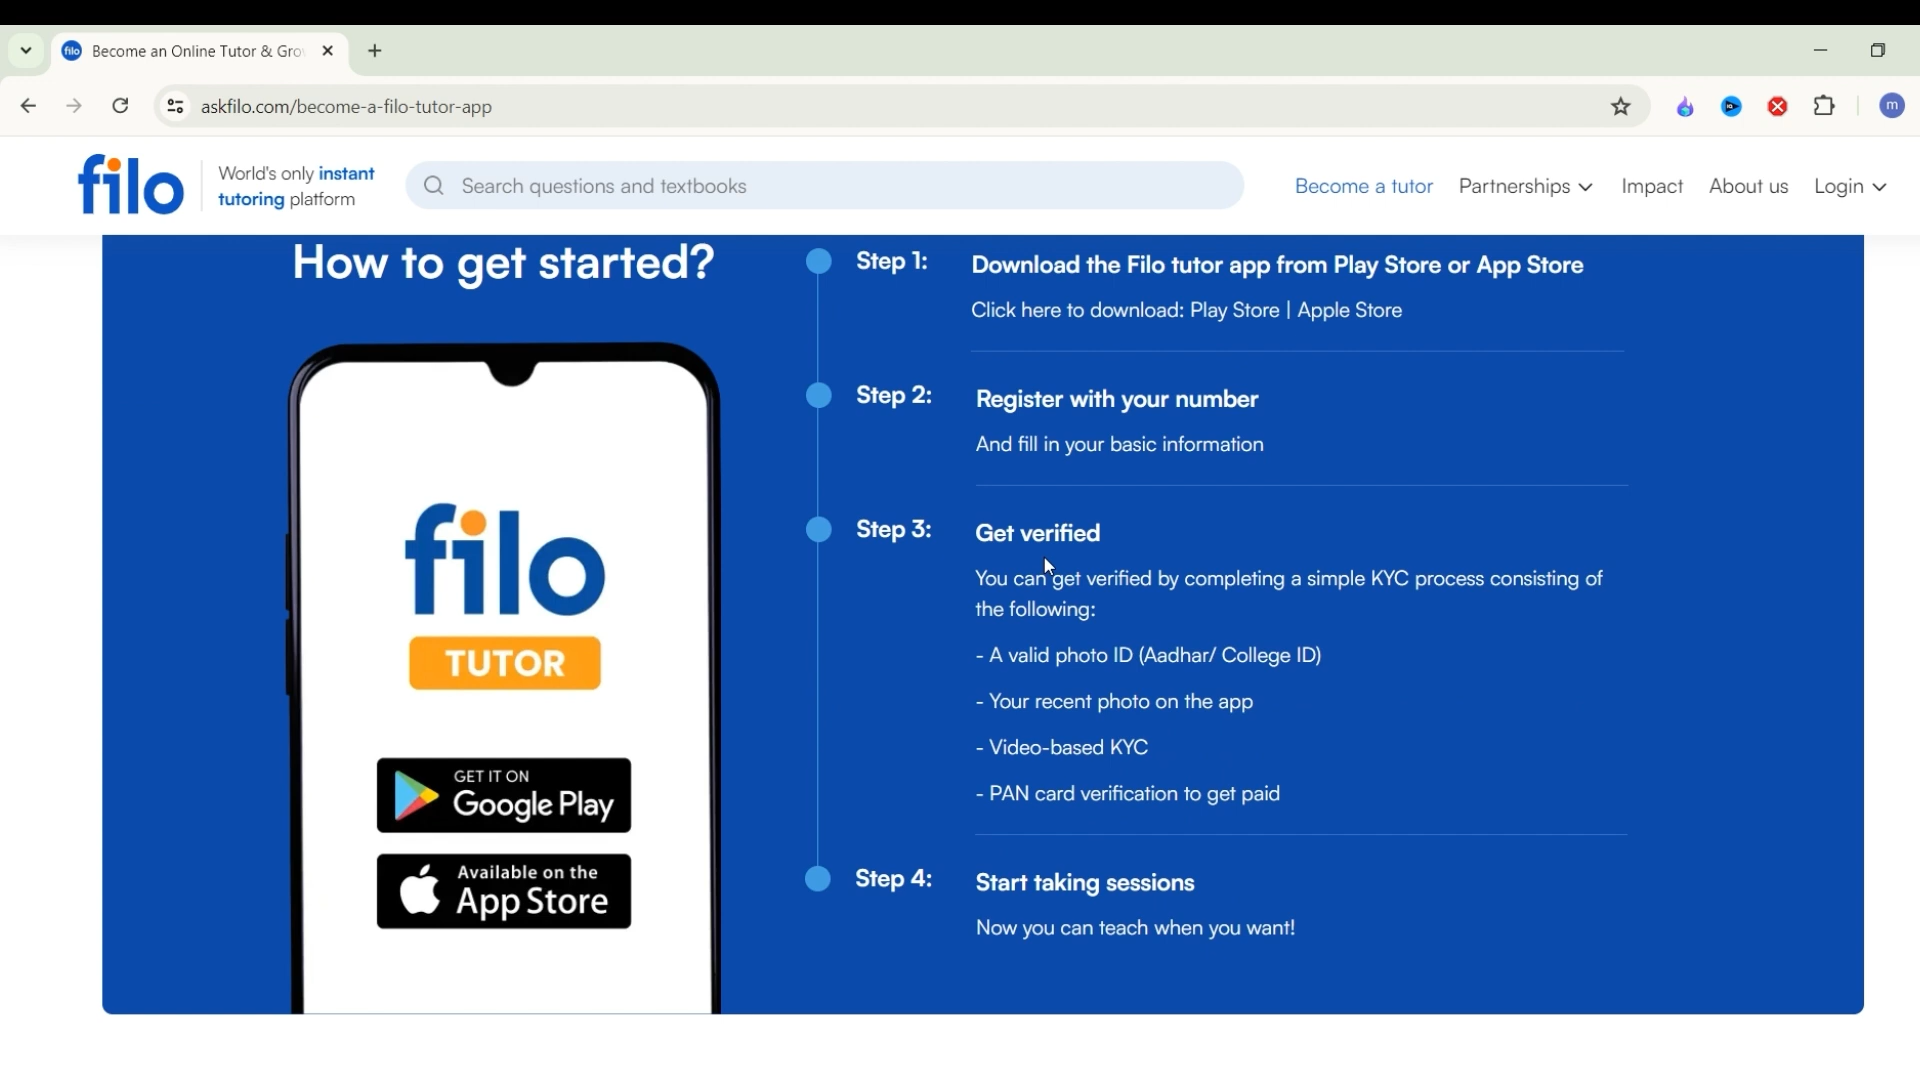 filo
Become an Online Tutor & Gro
askfilo.com/become-a-filo-tutor-app
m
filo
World's only instant
tutoring platform
Search questions and textbooks
Become a tutor
Partnerships
Impact
About us
Login
How to get started?
filo
TUTOR
GET IT ON
Google Play
Available on the
App Store
Step 1:
Download the Filo tutor app from Play Store or App Store
Click here to download: Play Store | Apple Store
Step 2:
Register with your number
And fill in your basic information
Step 3:
Get verified
You can get verified by completing a simple KYC process consisting of
the following:
- A valid photo ID (Aadhar/ College ID)
- Your recent photo on the app
- Video-based KYC
- PAN card verification to get paid
Step 4:
Start taking sessions
Now you can teach when you want!